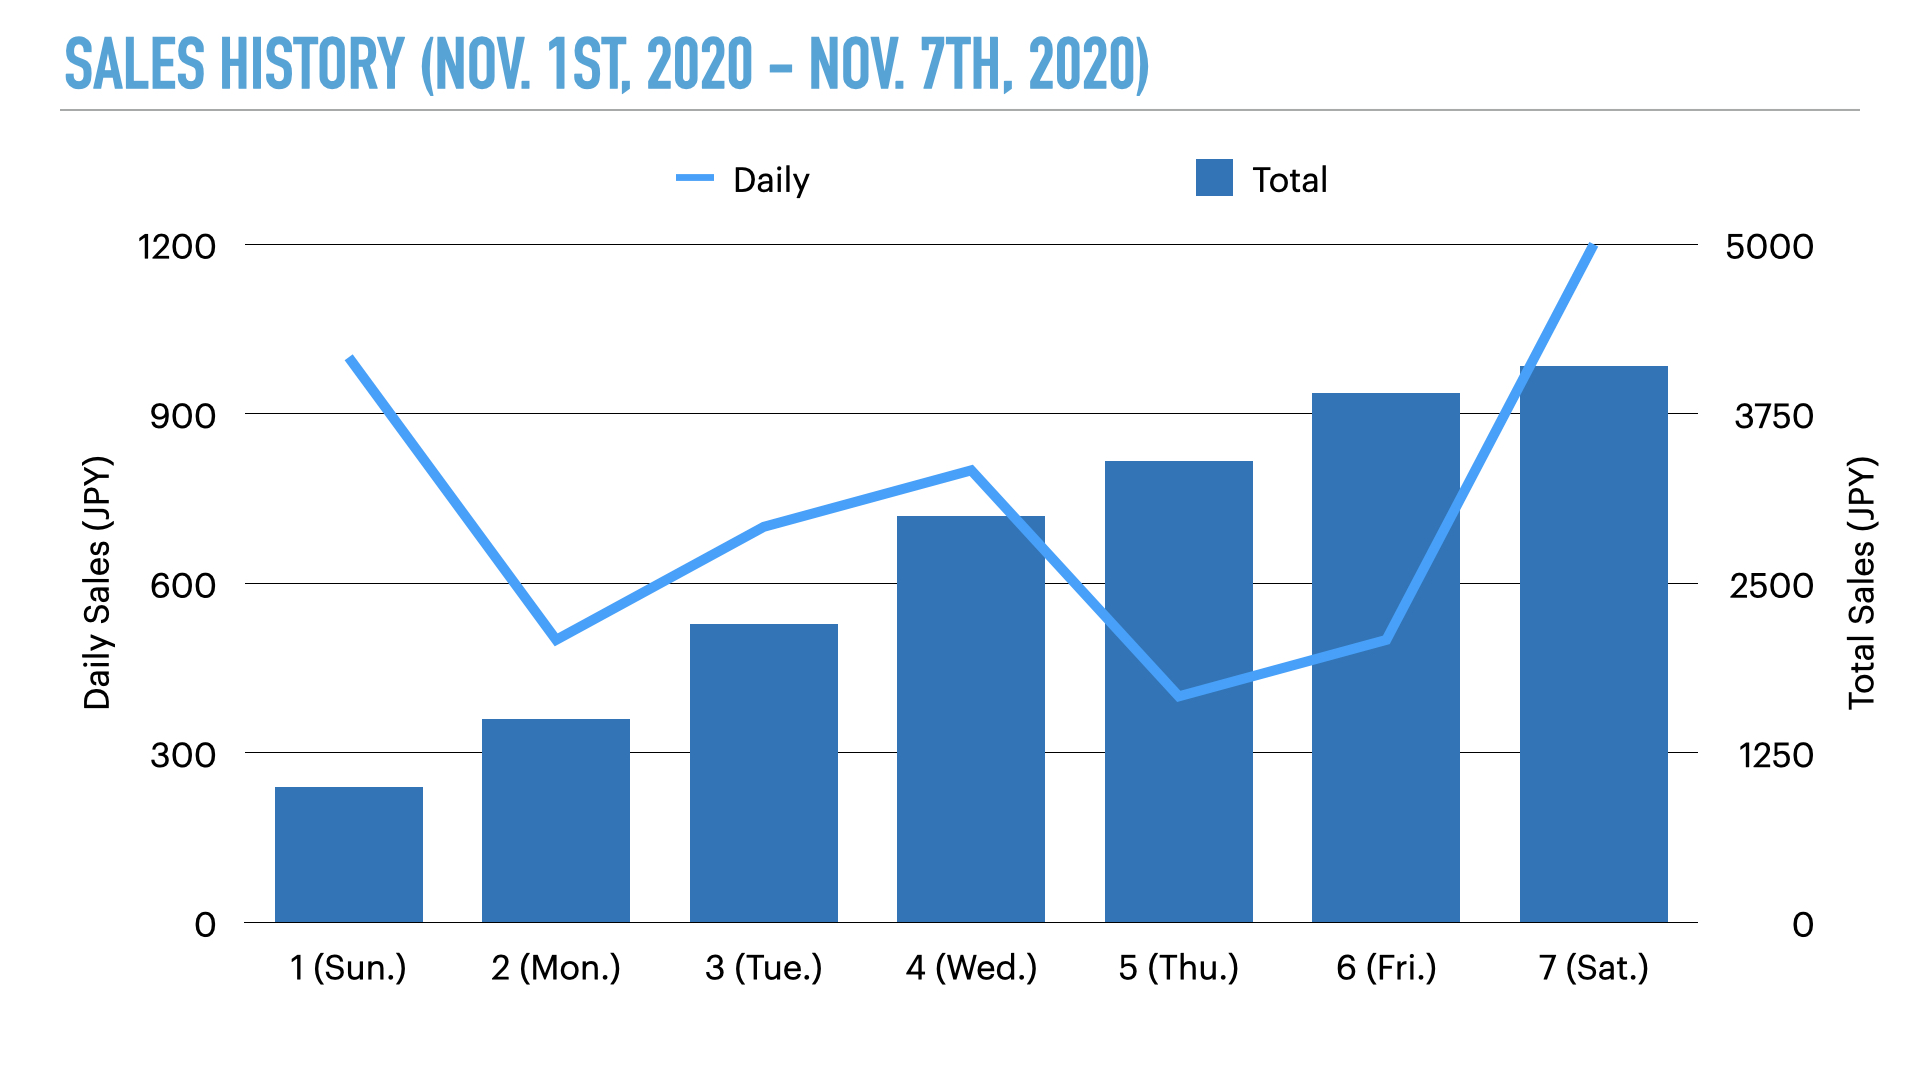 SALES HISTORY (NOV. 1ST, 2020 - NOV. 7TH, 2020)
Daily
Total
1200
900
600
300
0
Daily Sales (JPY)
5000
3750
2500
1250
0
Total Sales (JPY)
1 (Sun.)
2 (Mon.)
3 (Tue.)
4 (Wed.)
5 (Thu.)
6 (Fri.)
7 (Sat.)